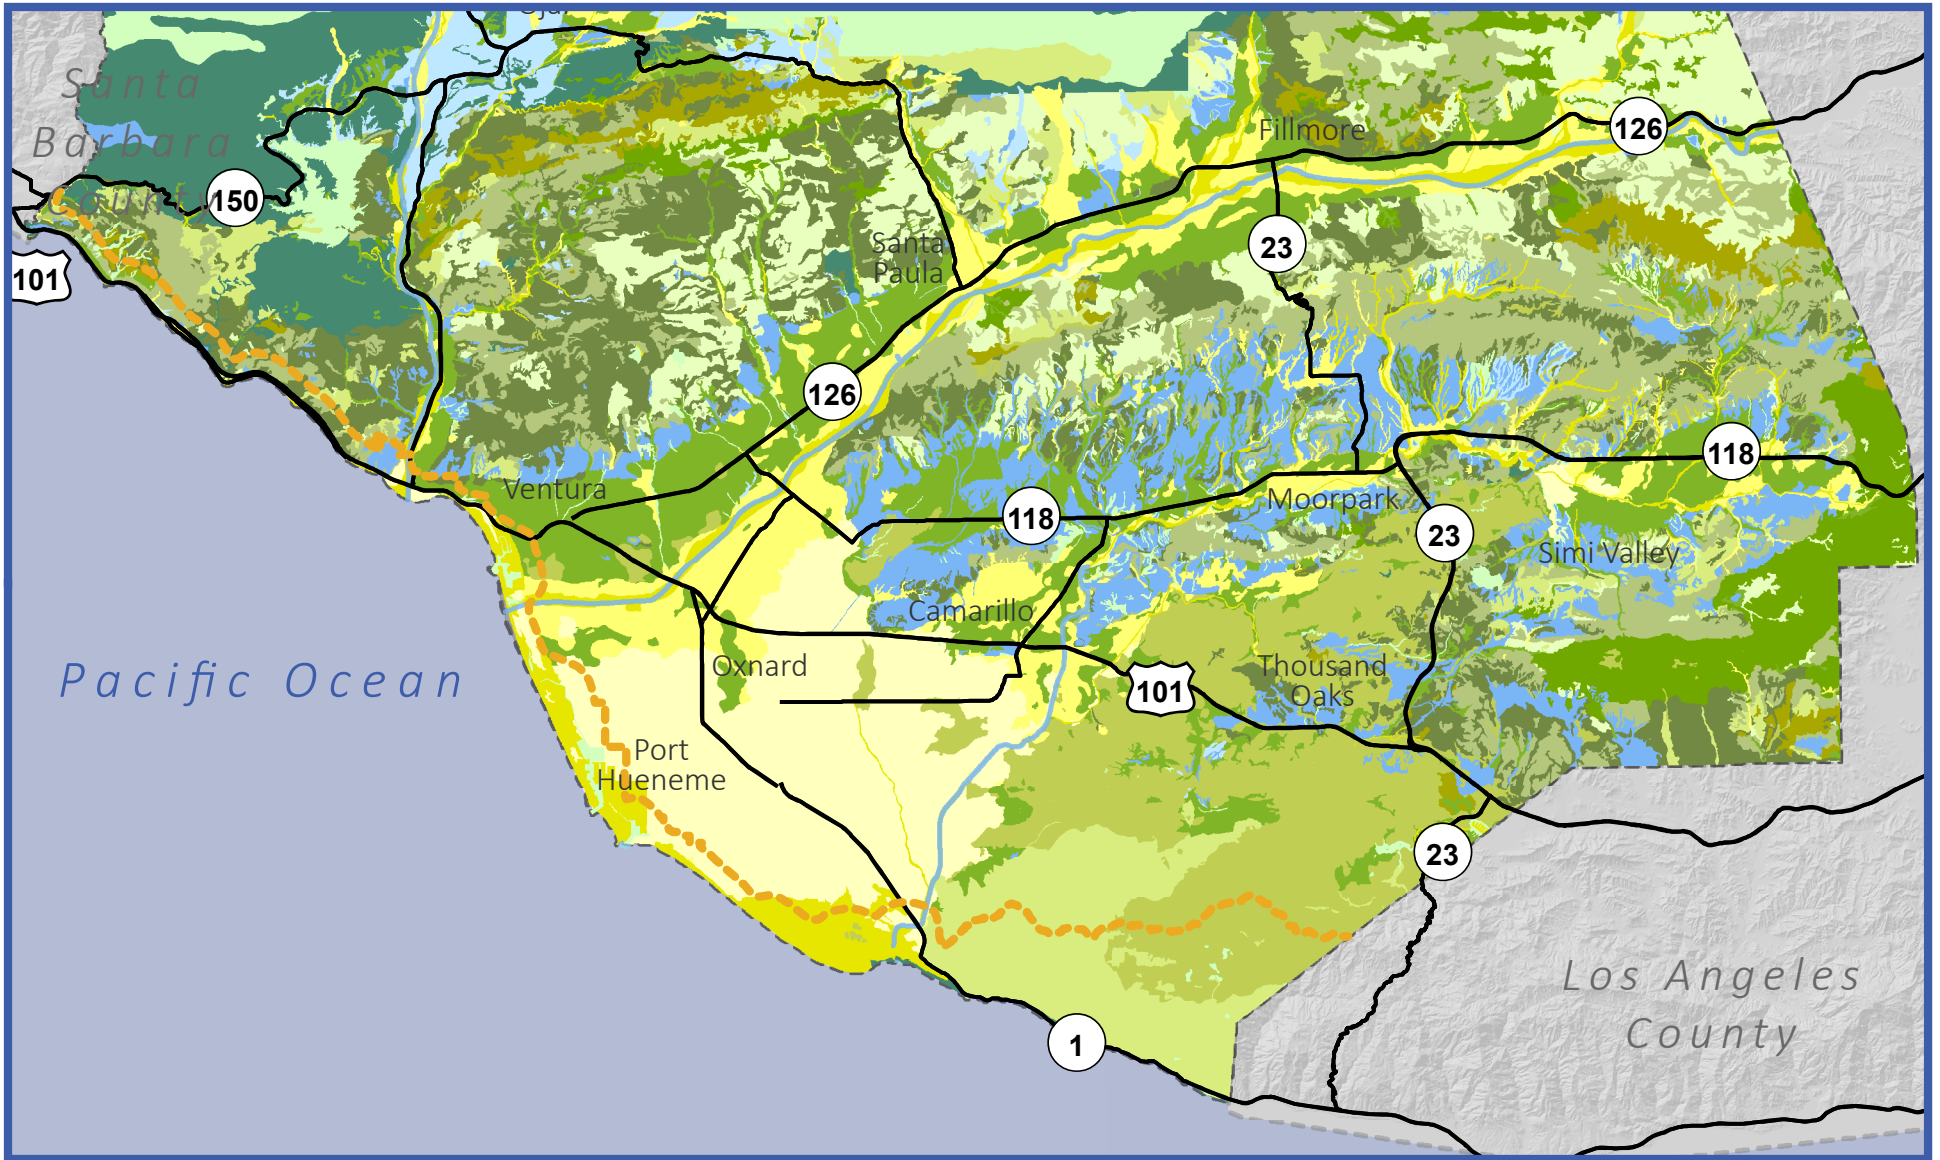 Santa
Barbara
County
150
101
Fillmore
126
23
Santa
Paula
126
118
Ventura
118
Moorpark
23
Simi Valley
Camarillo
Pacific Ocean
Oxnard
101
Thousand
Oaks
Port
Hueneme
23
Los Angeles
County
1